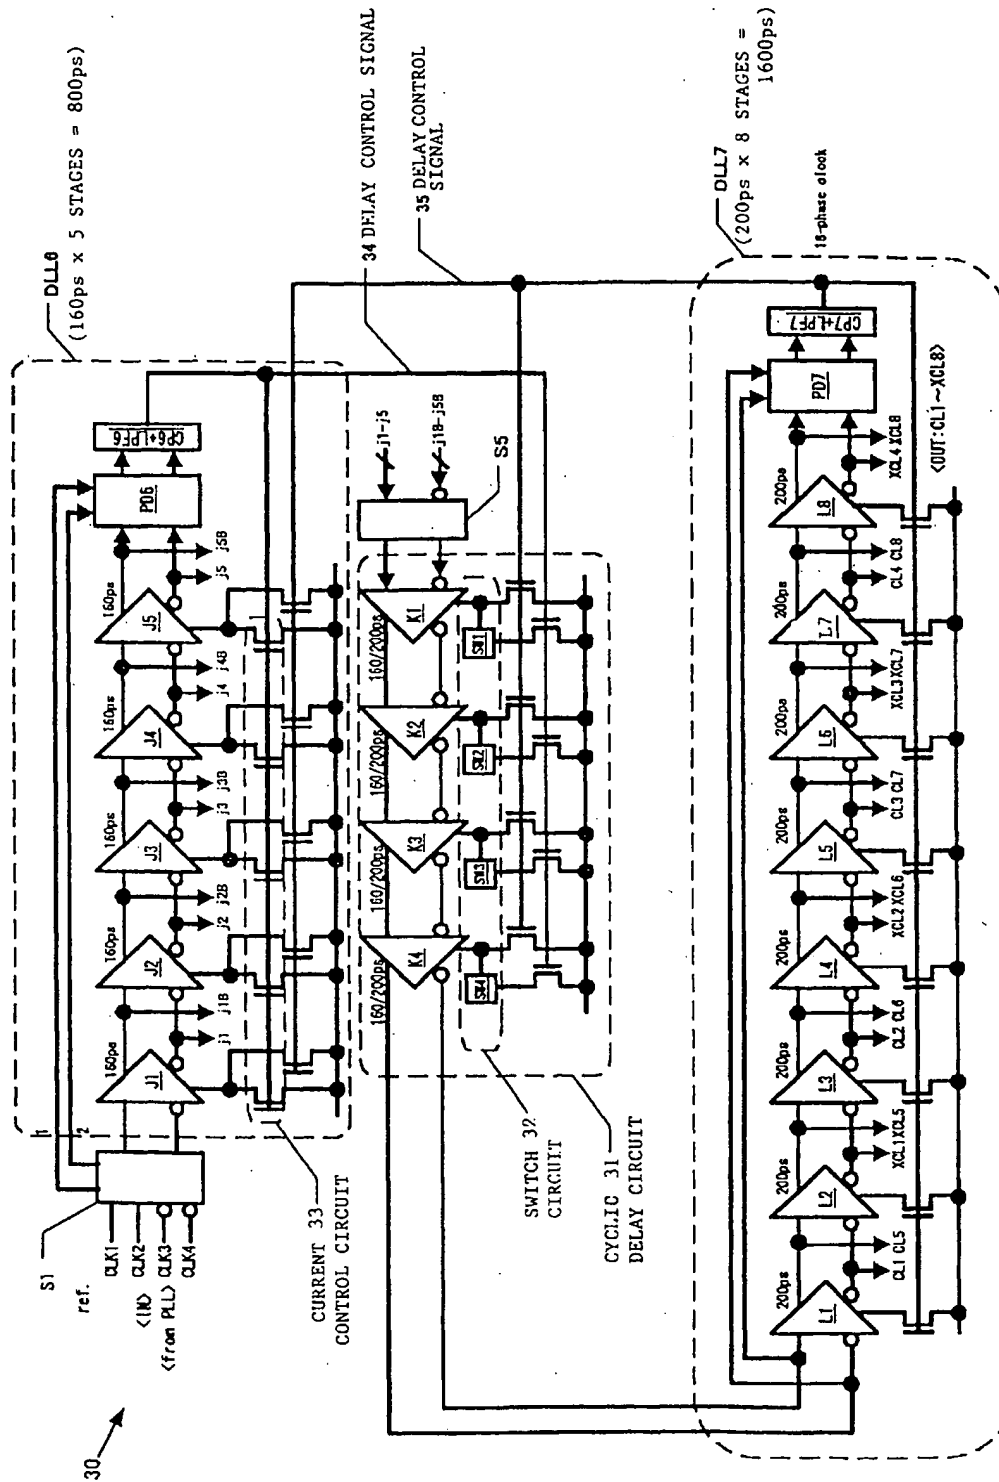 30
S1
ref.
CLK1
CLK2
CLK3
CLK4
<IN>
<from PLL>
1
2
DLL6
(160ps x 5 STAGES = 800ps)
160ps
160ps
160ps
160ps
160ps
J1
J2
J3
J4
J5
j1
j1B
j2
j2B
j3
j3B
j4
j4B
j5
j5B
PD6
CP6+LPF6
CURRENT 33
CONTROL CIRCUIT
34 DELAY CONTROL SIGNAL
35 DELAY CONTROL
SIGNAL
j1-j5
j1B-j5B
S5
160/200ps
160/200ps
160/200ps
160/200ps
K4
K3
K2
K1
SW4
SW3
SW2
SW1
SWITCH 32
CIRCUIT
CYCLIC 31
DELAY CIRCUIT
DLL7
(200ps x 8 STAGES =
1600ps)
16-phase clock
200ps
200ps
200ps
200ps
200ps
200ps
200ps
200ps
L1
L2
L3
L4
L5
L6
L7
L8
CL1 CL5
XCL1 XCL5
CL2 CL6
XCL2 XCL6
CL3 CL7
XCL3 XCL7
CL4 CL8
XCL4 XCL8
PD7
CP7+LPF7
<OUT:CL1~XCL8>